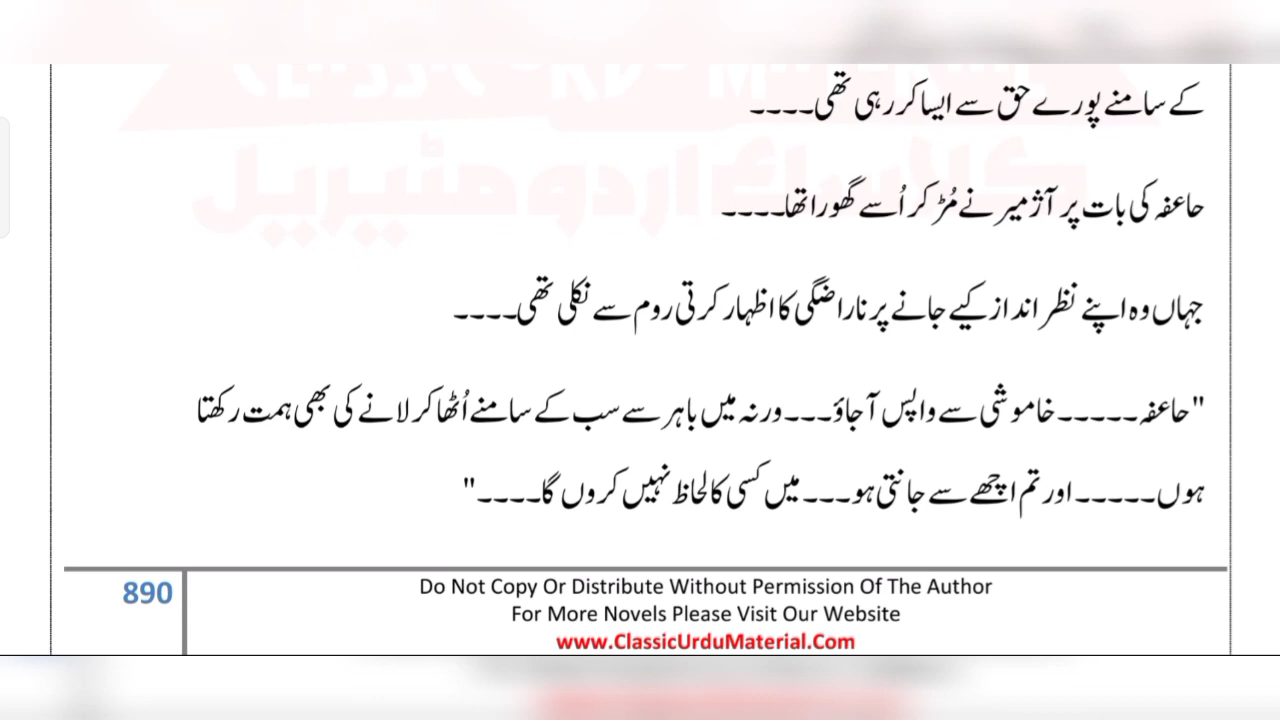 کے سامنے پورے حق سے ایسا کر رہی تھی۔۔۔۔
کلاسک اردو مٹیریل
حاعفہ کی بات پر آژمیر نے مُڑ کر اُسے گھورا تھا۔۔۔۔
جہاں وہ اپنے نظر انداز کیے جانے پر ناراضگی کا اظہار کرتی روم سے نکلی تھی۔۔۔۔
"حاعفہ۔۔۔۔۔خاموشی سے واپس آجاؤ۔۔۔ورنہ میں باہر سے سب کے سامنے اُٹھا کر لانے کی بھی ہمت رکھتا
ہوں۔۔۔۔۔اور تم اچھے سے جانتی ہو۔۔۔میں کسی کا لحاظ نہیں کروں گا۔۔۔۔"
890
Do Not Copy Or Distribute Without Permission Of The Author
For More Novels Please Visit Our Website
www.ClassicUrduMaterial.Com